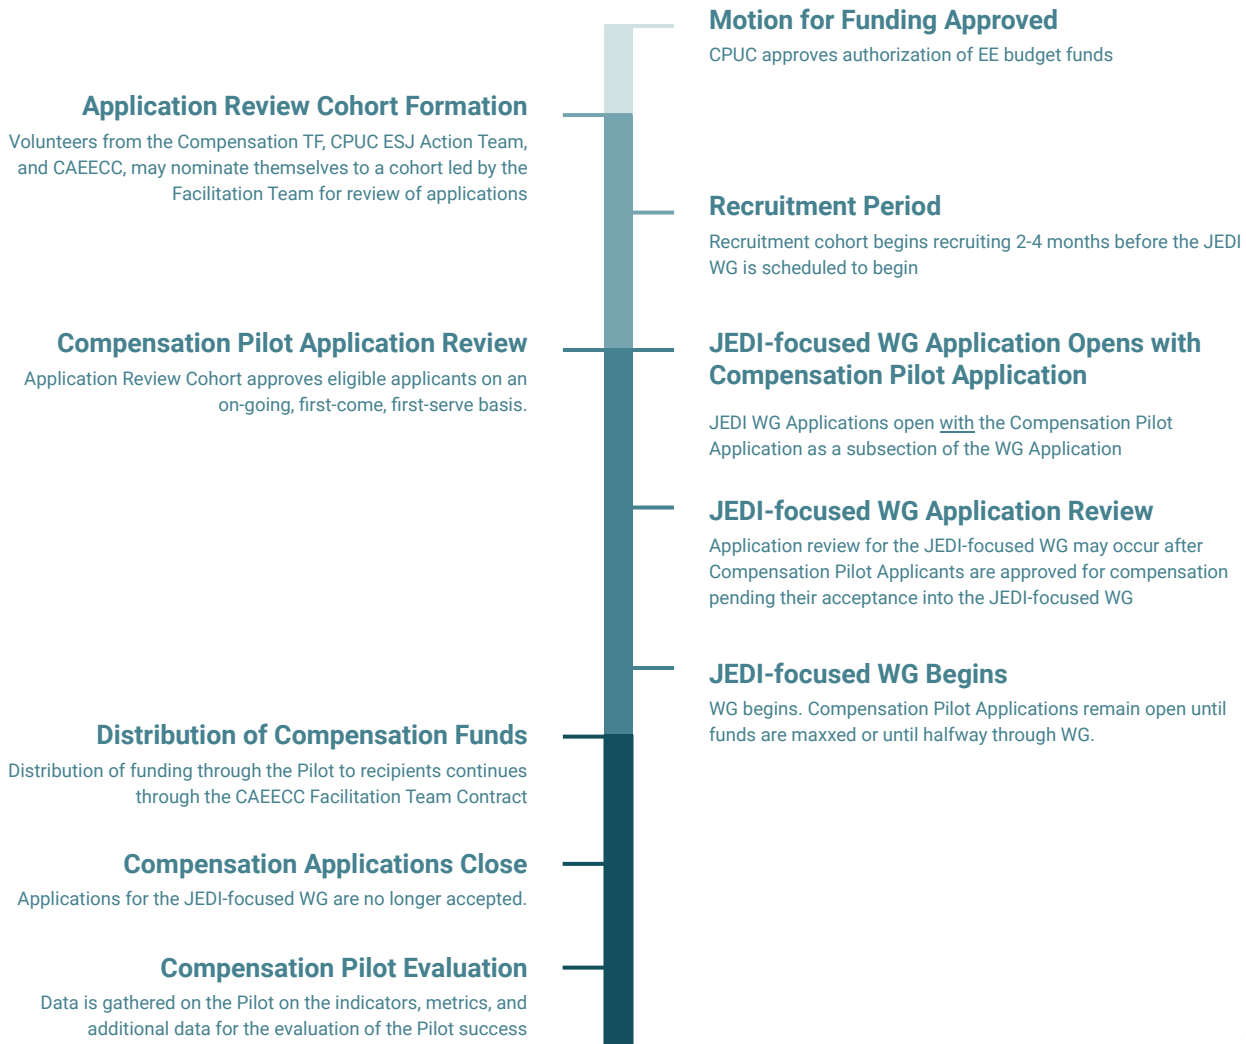 Motion for Funding Approved
CPUC approves authorization of EE budget funds
Application Review Cohort Formation
Volunteers from the Compensation TF, CPUC ESJ Action Team,
and CAEECC, may nominate themselves to a cohort led by the
Facilitation Team for review of applications
Recruitment Period
Recruitment cohort begins recruiting 2-4 months before the JEDI
WG is scheduled to begin
Compensation Pilot Application Review
Application Review Cohort approves eligible applicants on an
on-going, first-come, first-serve basis.
JEDI-focused WG Application Opens with
Compensation Pilot Application
JEDI WG Applications open with the Compensation Pilot
Application as a subsection of the WG Application
JEDI-focused WG Application Review
Application review for the JEDI-focused WG may occur after
Compensation Pilot Applicants are approved for compensation
pending their acceptance into the JEDI-focused WG
JEDI-focused WG Begins
WG begins. Compensation Pilot Applications remain open until
funds are maxxed or until halfway through WG.
Distribution of Compensation Funds
Distribution of funding through the Pilot to recipients continues
through the CAEECC Facilitation Team Contract
Compensation Applications Close
Applications for the JEDI-focused WG are no longer accepted.
Compensation Pilot Evaluation
Data is gathered on the Pilot on the indicators, metrics, and
additional data for the evaluation of the Pilot success